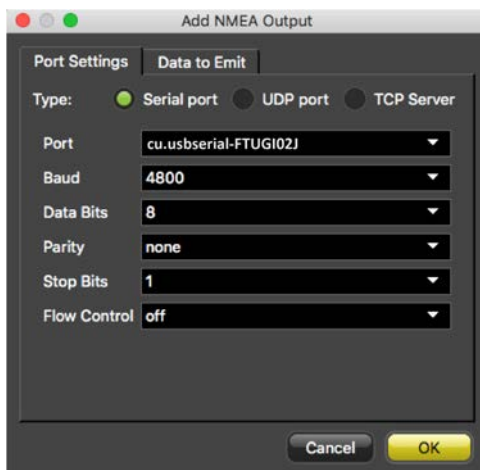 Add NMEA Output
Port Settings Data to Emit
Type: Serial port UDP port TCP Server
Port cu.usbserial-FTUGI02J
Baud 4800
Data Bits 8
Parity none
Stop Bits 1
Flow Control off
Cancel OK